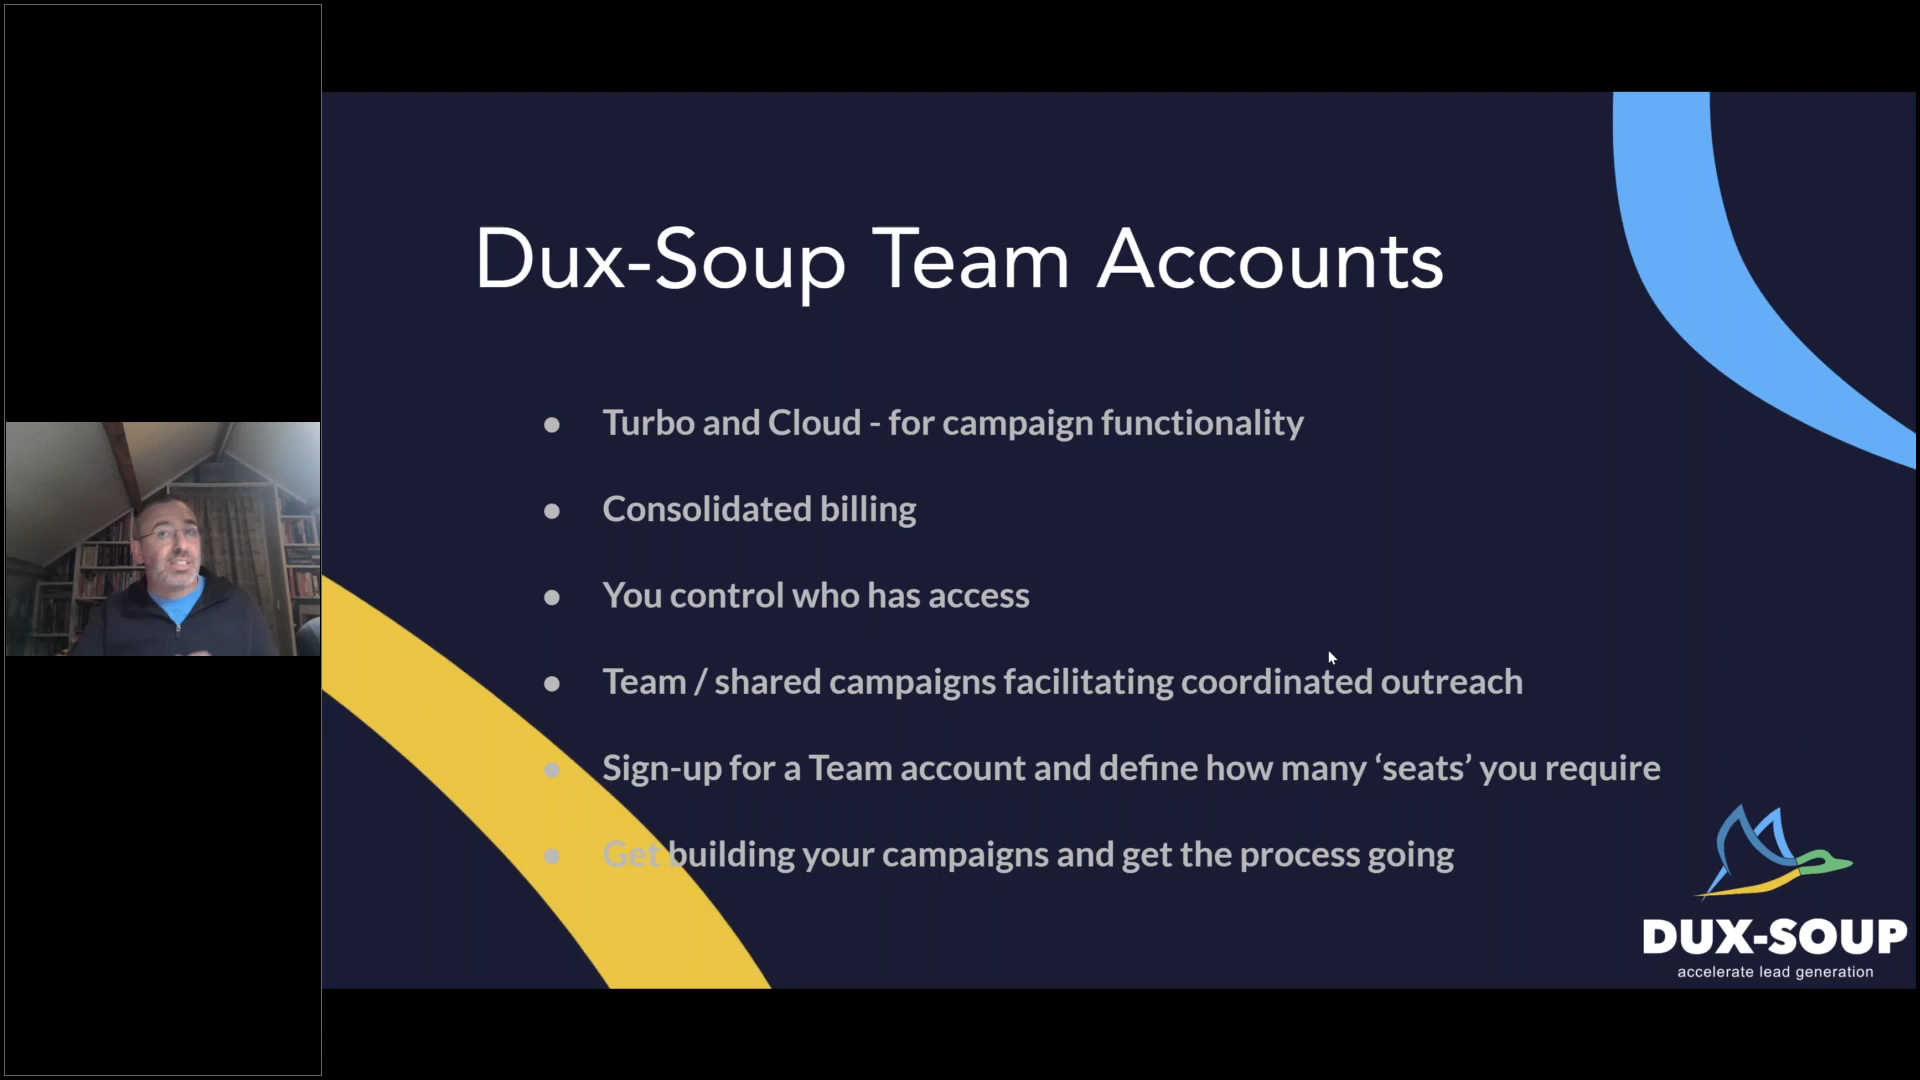 Dux-Soup Team Accounts
● Turbo and Cloud - for campaign functionality
● Consolidated billing
● You control who has access
● Team / shared campaigns facilitating coordinated outreach
● Sign-up for a Team account and define how many ‘seats’ you require
● Get building your campaigns and get the process going
DUX-SOUP
accelerate lead generation